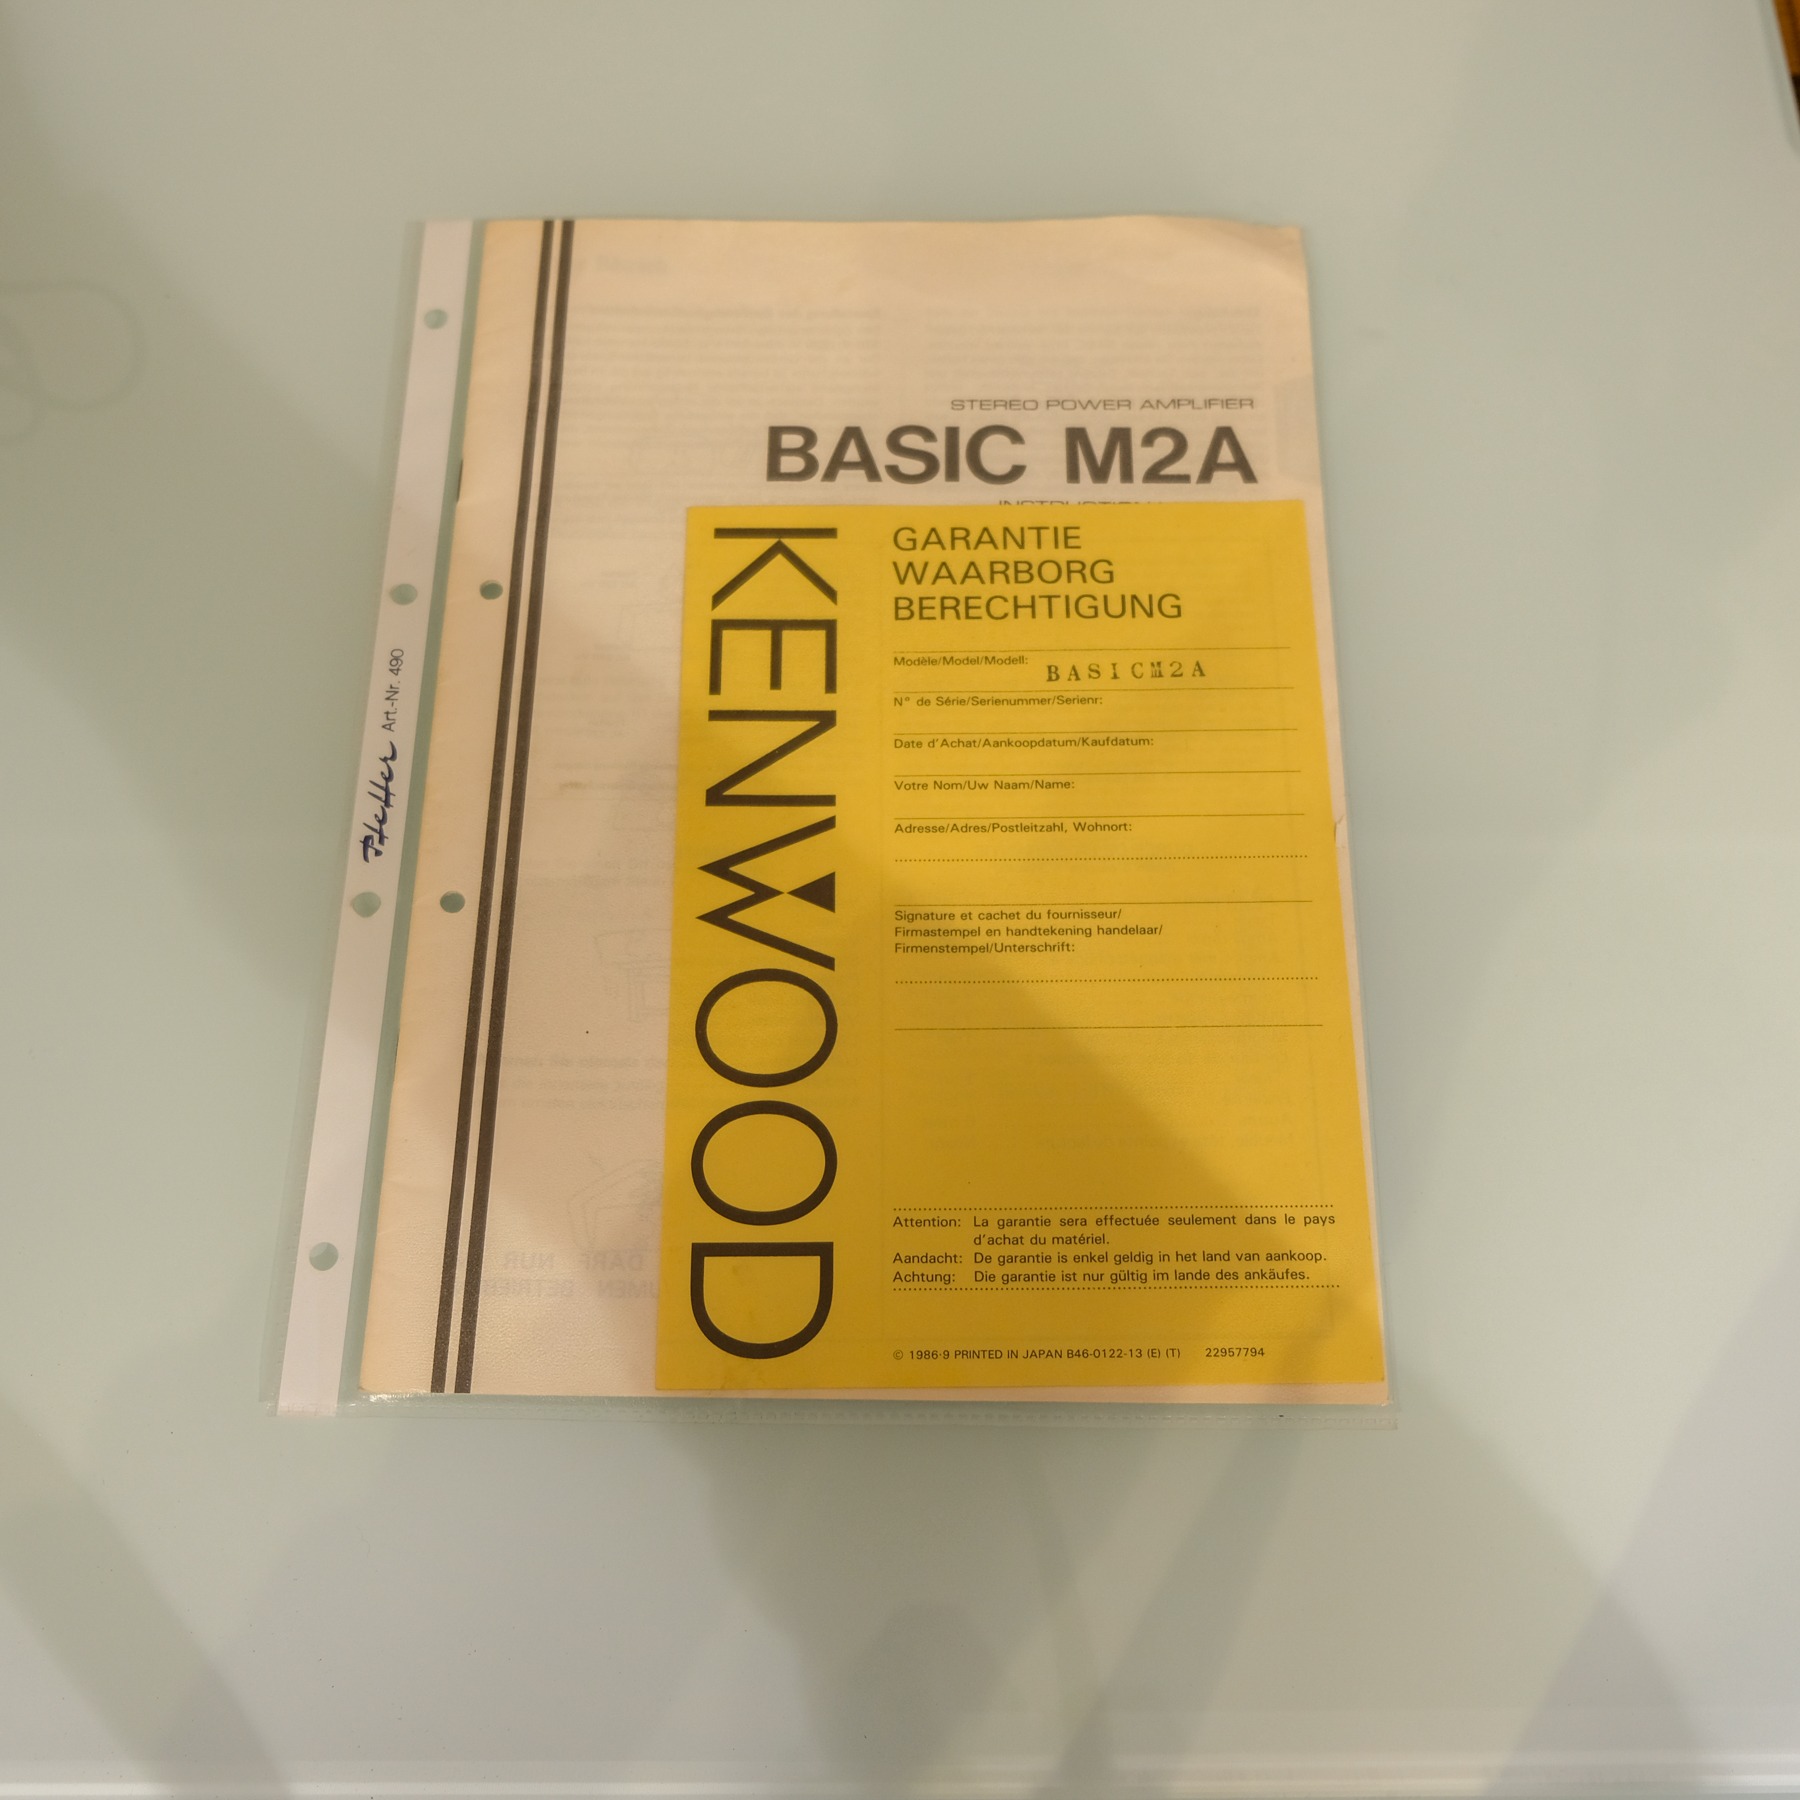 STEREO POWER AMPLIFIER
BASIC M2A
KENWOOD
GARANTIE
WAARBORG
BERECHTIGUNG
Modèle/Model/Modell: BASICM2A
N° de Série/Serienummer/Serienr:
Date d'Achat/Aankoopdatum/Kaufdatum:
Votre Nom/Uw Naam/Name:
Adresse/Adres/Postleitzahl, Wohnort:
Signature et cachet du fournisseur/
Firmastempel en handtekening handelaar/
Firmenstempel/Unterschrift:
Attention: La garantie sera effectuée seulement dans le pays
d'achat du matériel.
Aandacht: De garantie is enkel geldig in het land van aankoop.
Achtung: Die garantie ist nur gültig im lande des ankäufes.
© 1986·9 PRINTED IN JAPAN B46-0122-13 (E) (T) 22957794
Art.-Nr. 490